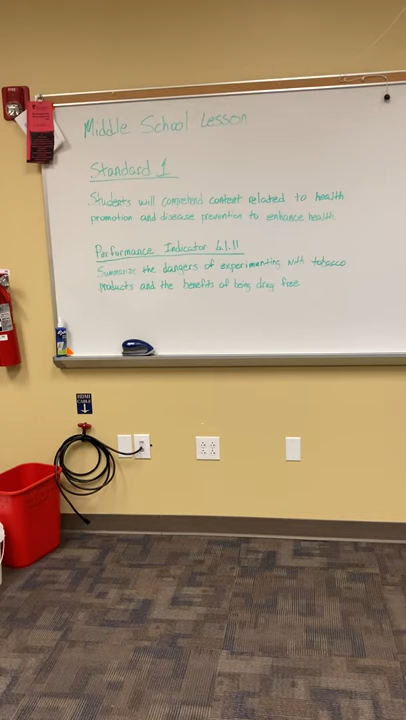 Middle School Lesson
Standard 1
Students will comprehend content related to health
promotion and disease prevention to enhance health
Performance Indicator 6.1.11
Summarize the dangers of experimenting with tobacco
products and the benefits of being drug free
HDMI
CABLE